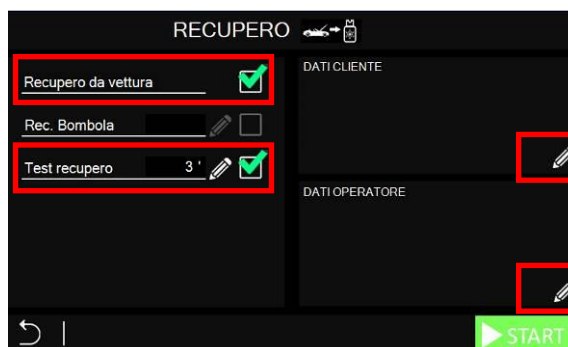 RECUPERO
Recupero da vettura
Rec. Bombola
Test recupero 3 '
DATI CLIENTE
DATI OPERATORE
START